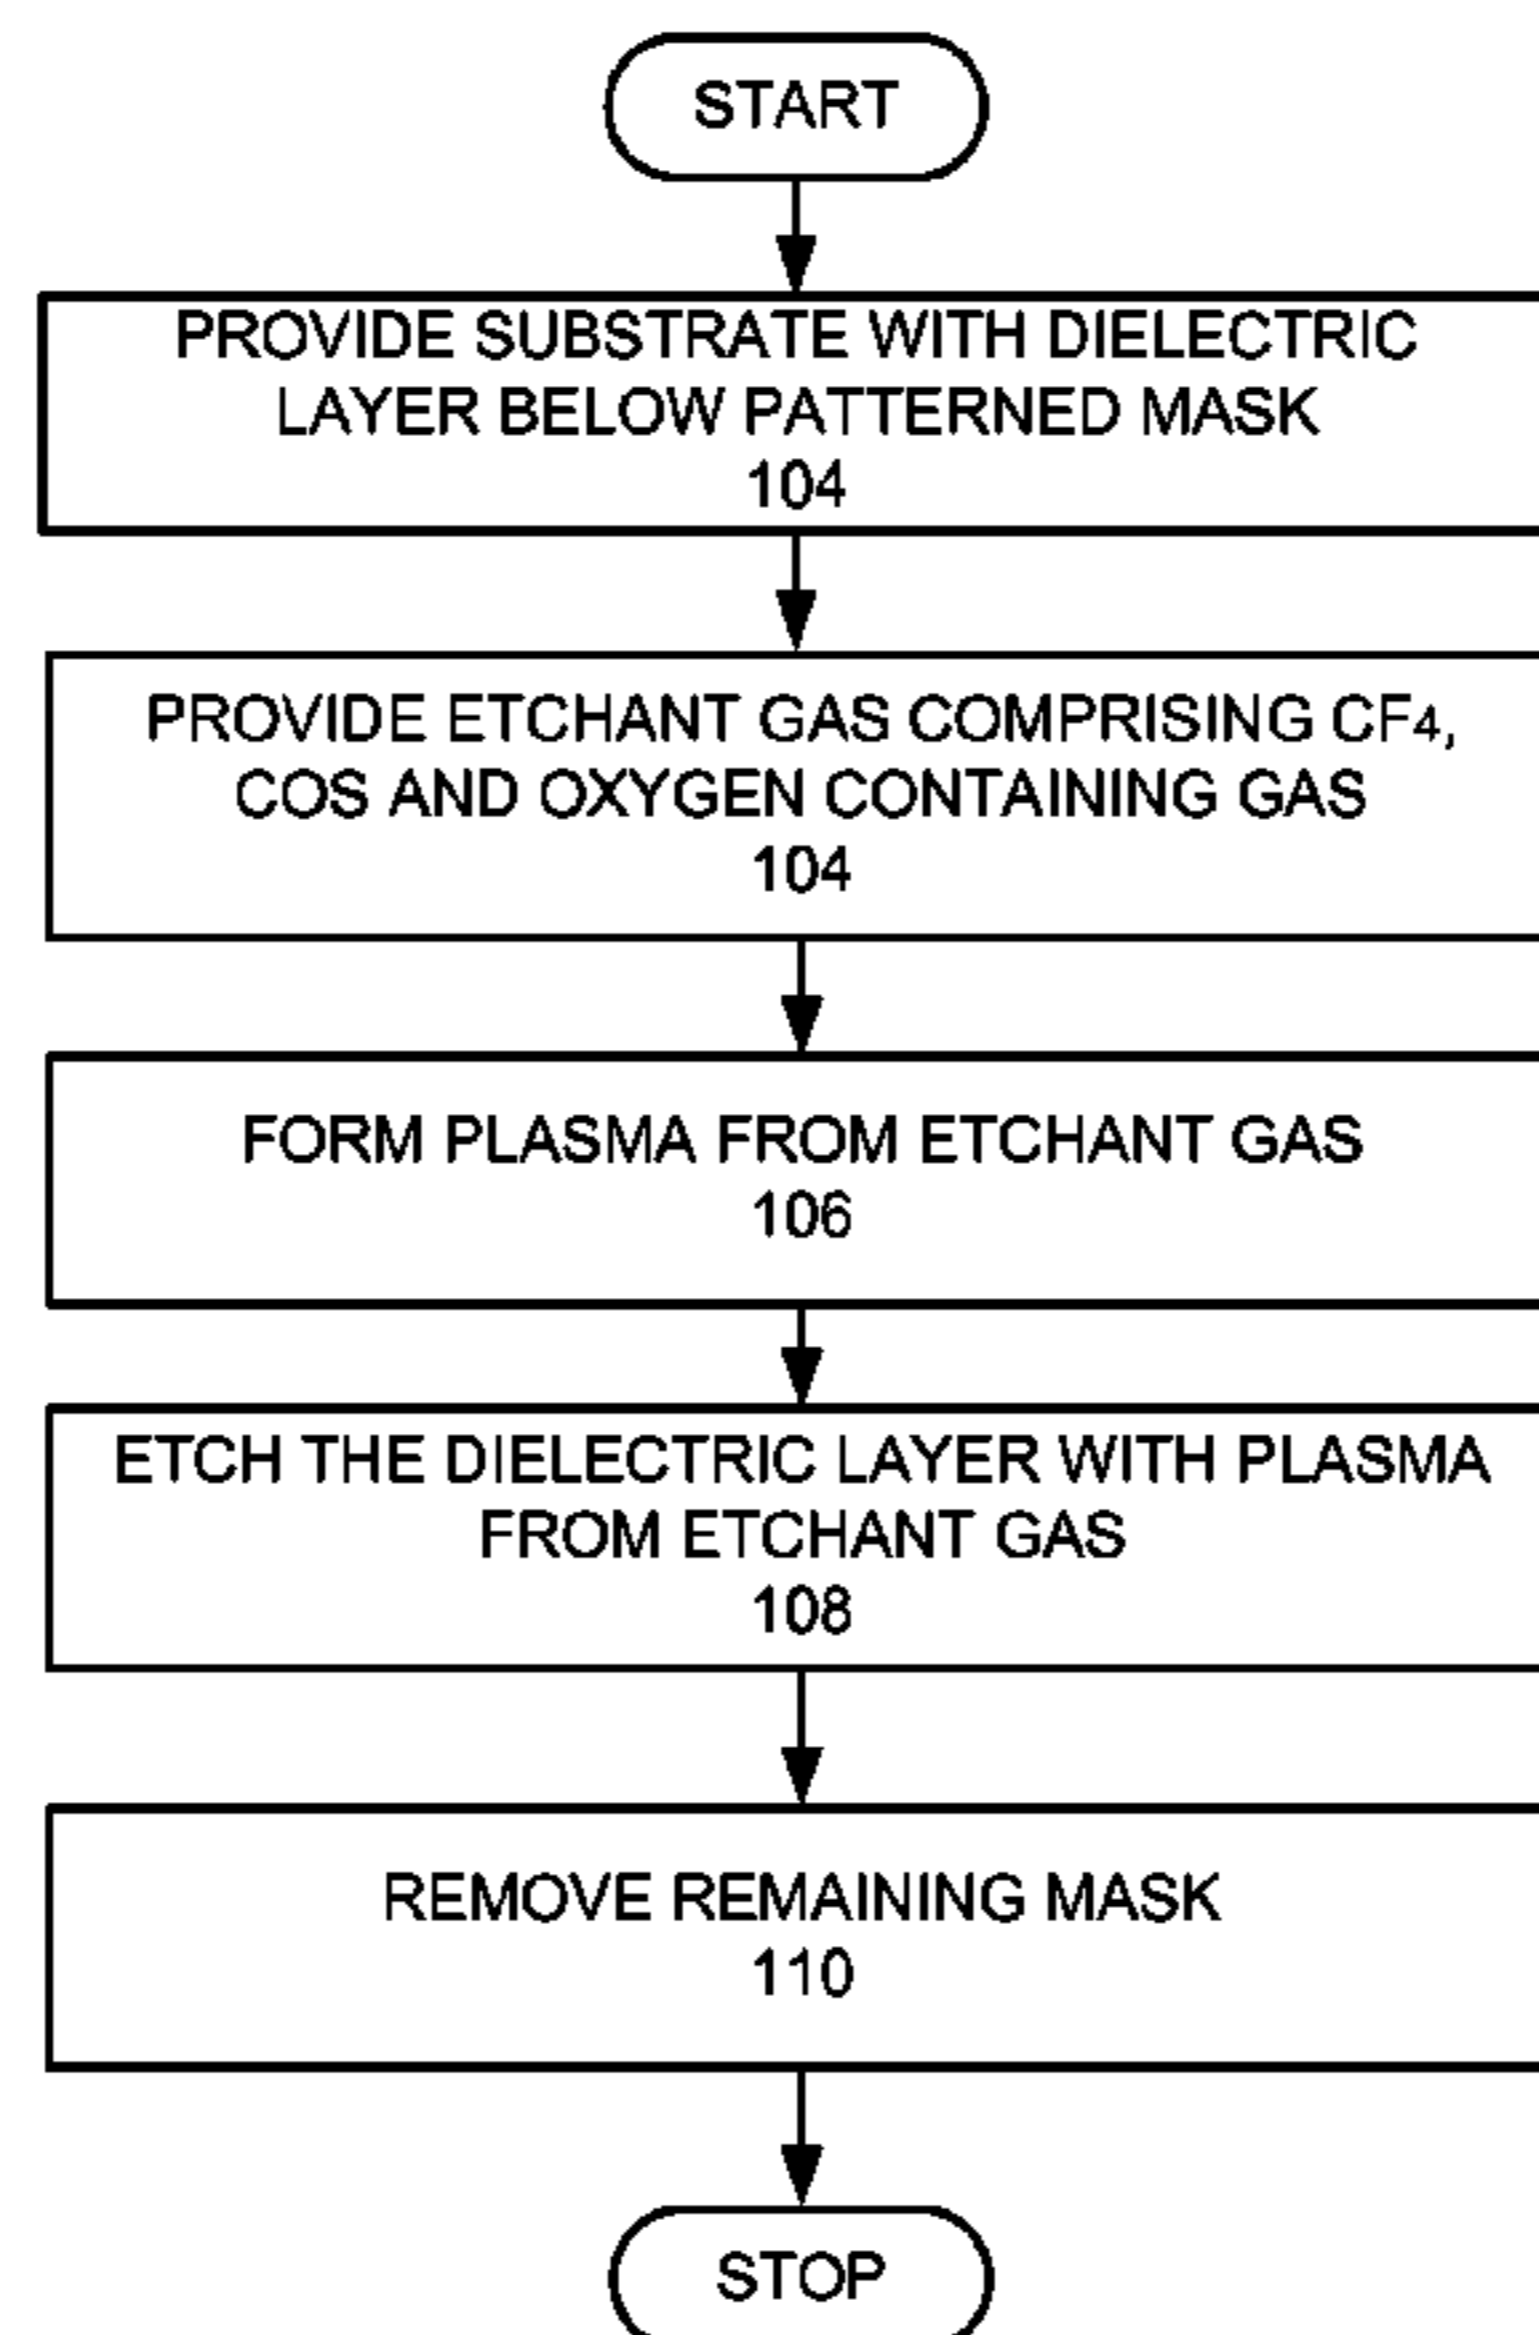 START
PROVIDE SUBSTRATE WITH DIELECTRIC
LAYER BELOW PATTERNED MASK
104
PROVIDE ETCHANT GAS COMPRISING CF₄,
COS AND OXYGEN CONTAINING GAS
104
FORM PLASMA FROM ETCHANT GAS
106
ETCH THE DIELECTRIC LAYER WITH PLASMA
FROM ETCHANT GAS
108
REMOVE REMAINING MASK
110
STOP